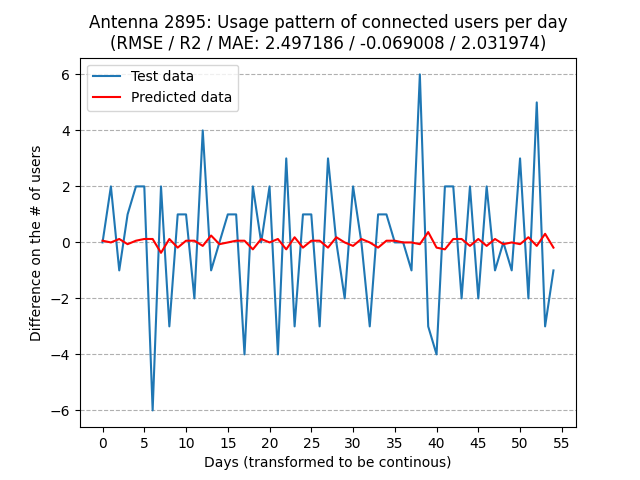 Antenna 2895: Usage pattern of connected users per day
(RMSE / R2 / MAE: 2.497186 / -0.069008 / 2.031974)
Test data
Predicted data
Difference on the # of users
6
4
2
0
−2
−4
−6
0 5 10 15 20 25 30 35 40 45 50 55
Days (transformed to be continous)